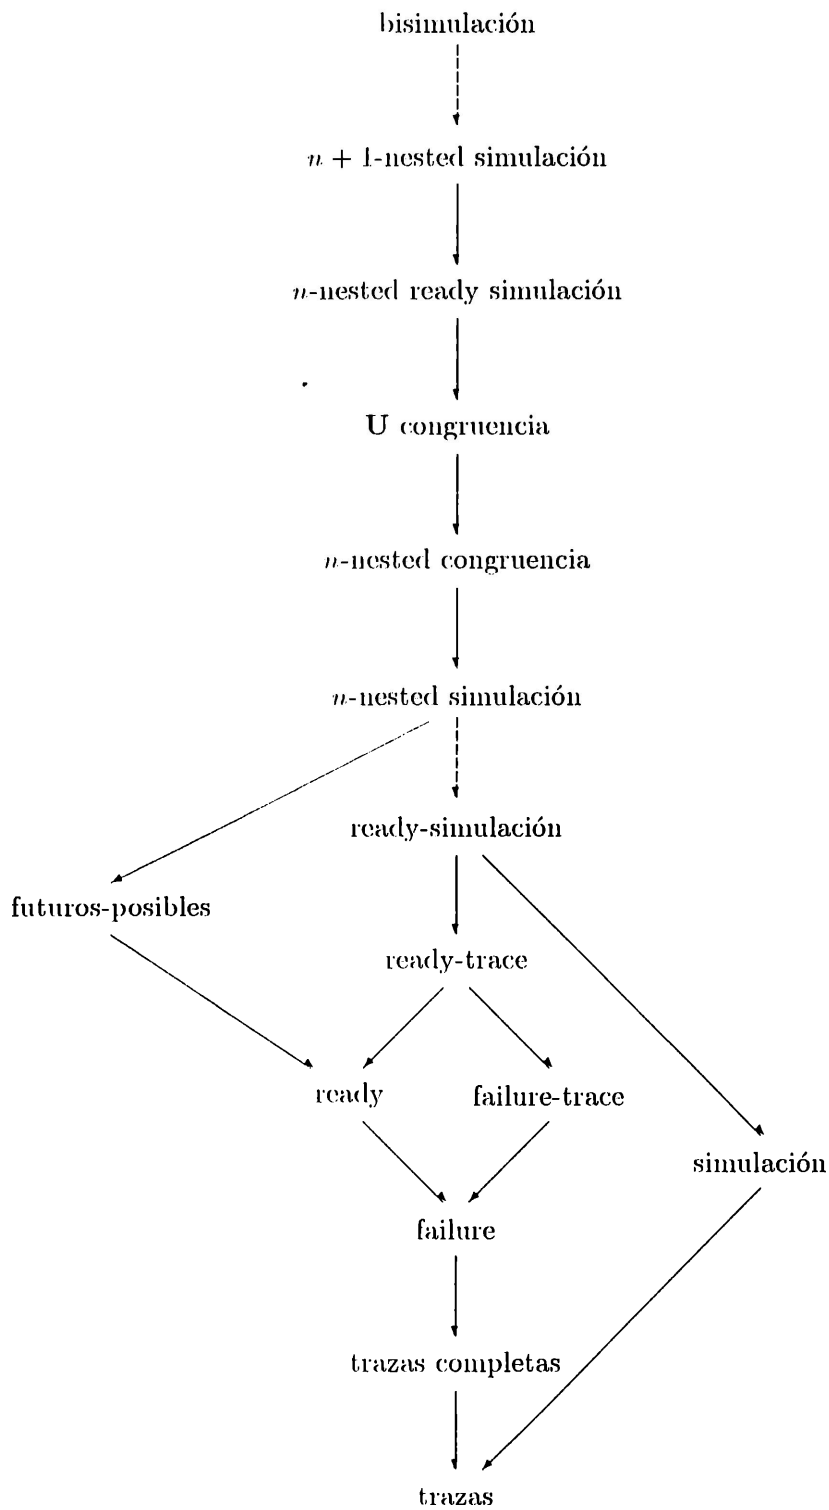 bisimulación
n + 1-nested simulación
n-nested ready simulación
U congruencia
n-nested congruencia
n-nested simulación
ready-simulación
futuros-posibles
ready-trace
ready
failure-trace
simulación
failure
trazas completas
trazas